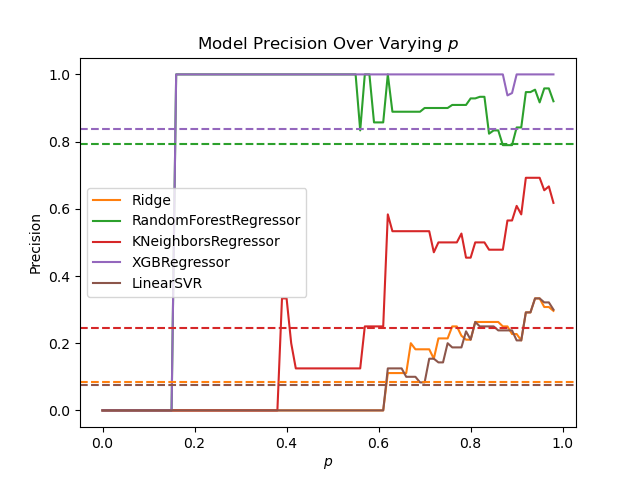 Model Precision Over Varying p
Precision
1.0
0.8
0.6
0.4
0.2
0.0
Ridge
RandomForestRegressor
KNeighborsRegressor
XGBRegressor
LinearSVR
0.0 0.2 0.4 0.6 0.8 1.0
p